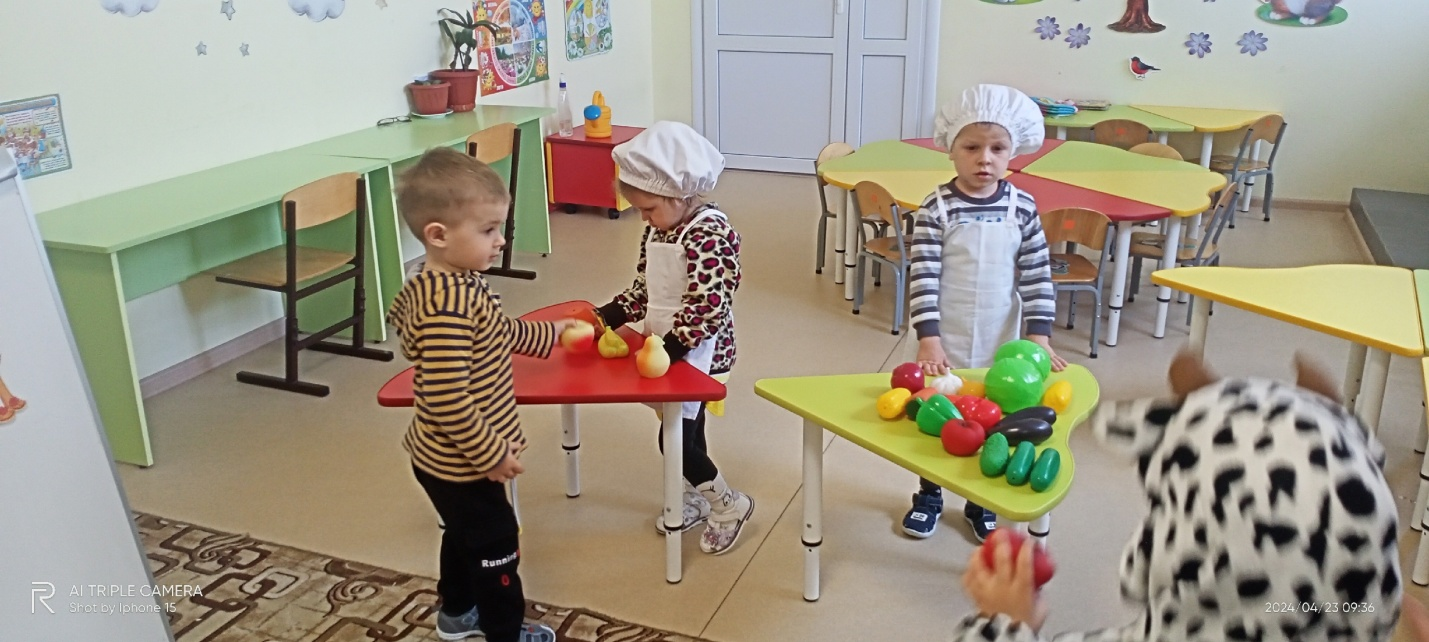 Running
R
AI TRIPLE CAMERA
Shot by Iphone 15
2024/04/23 09:36